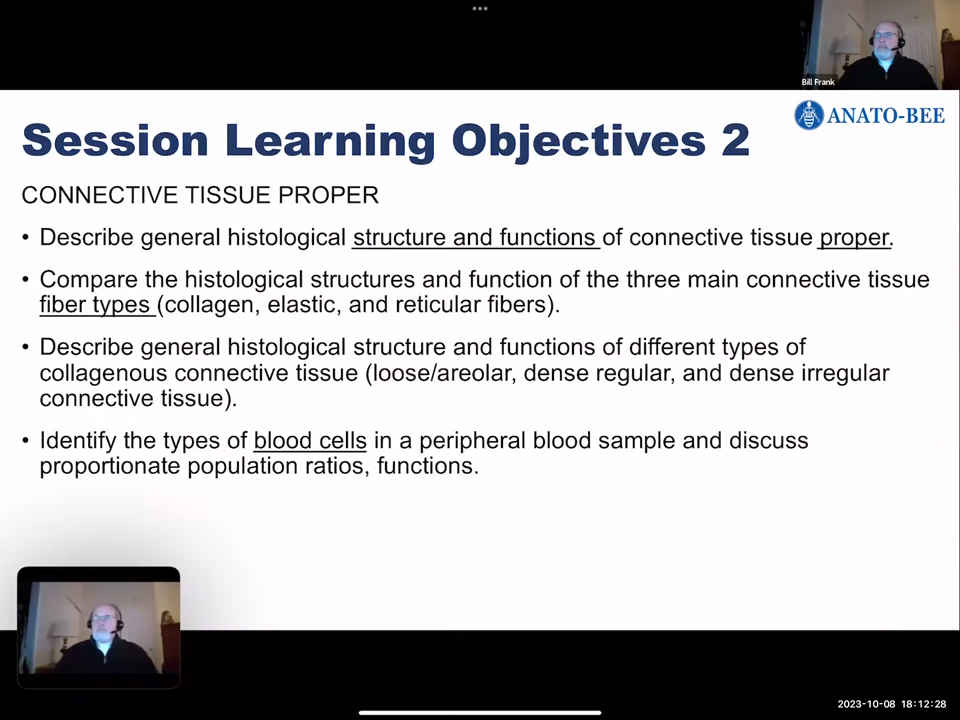 Bill Frank
ANATO-BEE
Session Learning Objectives 2
CONNECTIVE TISSUE PROPER
• Describe general histological structure and functions of connective tissue proper.
• Compare the histological structures and function of the three main connective tissue
fiber types (collagen, elastic, and reticular fibers).
• Describe general histological structure and functions of different types of
collagenous connective tissue (loose/areolar, dense regular, and dense irregular
connective tissue).
• Identify the types of blood cells in a peripheral blood sample and discuss
proportionate population ratios, functions.
2023-10-08 18:12:28